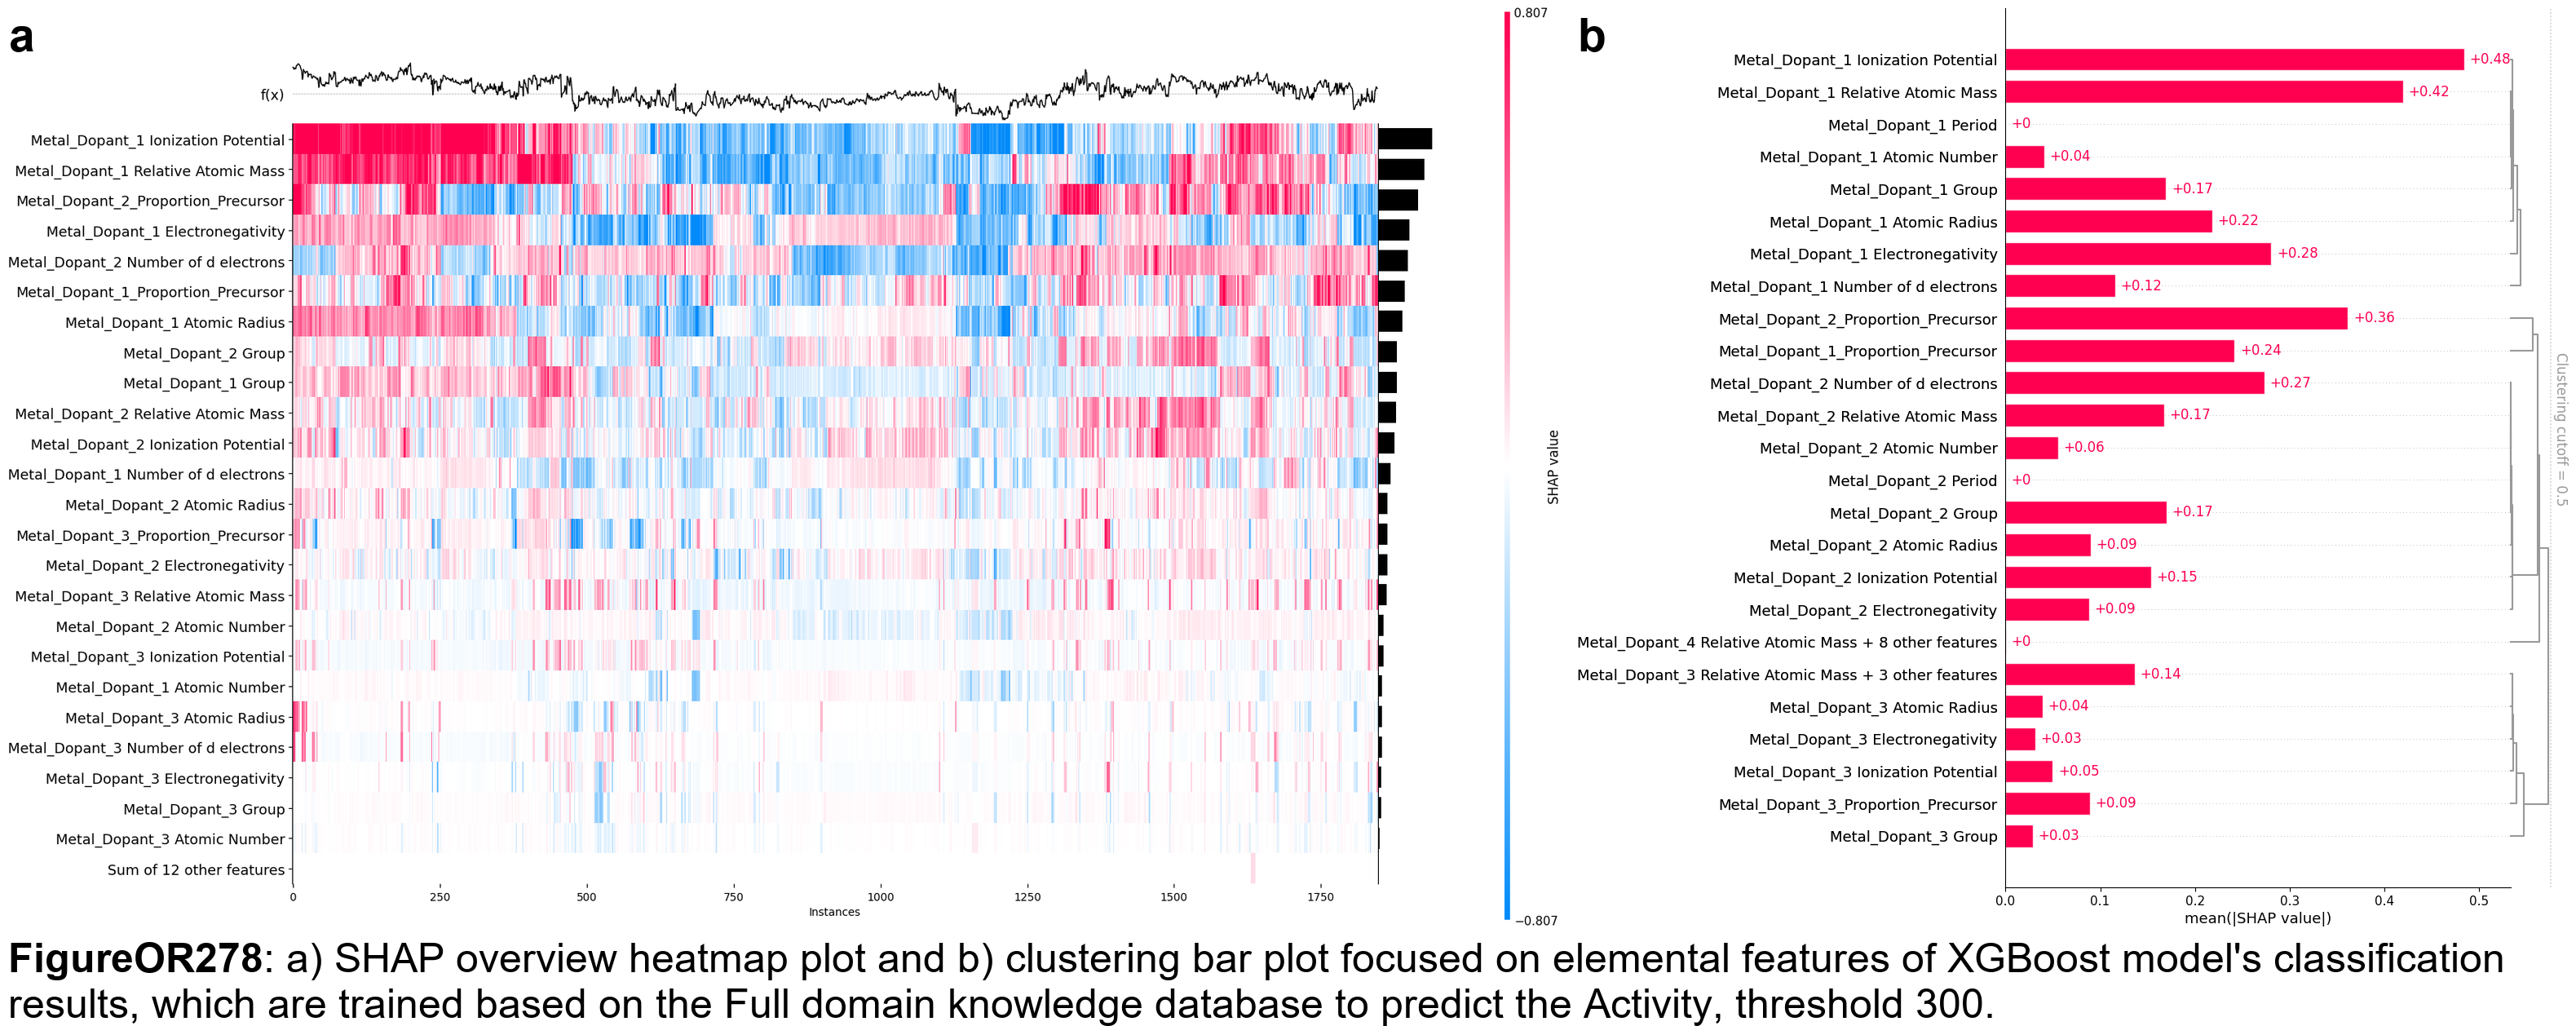 a
f(x)
Metal_Dopant_1 Ionization Potential
Metal_Dopant_1 Relative Atomic Mass
Metal_Dopant_2_Proportion_Precursor
Metal_Dopant_1 Electronegativity
Metal_Dopant_2 Number of d electrons
Metal_Dopant_1_Proportion_Precursor
Metal_Dopant_1 Atomic Radius
Metal_Dopant_2 Group
Metal_Dopant_1 Group
Metal_Dopant_2 Relative Atomic Mass
Metal_Dopant_2 Ionization Potential
Metal_Dopant_1 Number of d electrons
Metal_Dopant_2 Atomic Radius
Metal_Dopant_3_Proportion_Precursor
Metal_Dopant_2 Electronegativity
Metal_Dopant_3 Relative Atomic Mass
Metal_Dopant_2 Atomic Number
Metal_Dopant_3 Ionization Potential
Metal_Dopant_1 Atomic Number
Metal_Dopant_3 Atomic Radius
Metal_Dopant_3 Number of d electrons
Metal_Dopant_3 Electronegativity
Metal_Dopant_3 Group
Metal_Dopant_3 Atomic Number
Sum of 12 other features
0 250 500 750 1000 1250 1500 1750
Instances
0.807
SHAP value
−0.807
b
Metal_Dopant_1 Ionization Potential +0.48
Metal_Dopant_1 Relative Atomic Mass +0.42
Metal_Dopant_1 Period +0
Metal_Dopant_1 Atomic Number +0.04
Metal_Dopant_1 Group +0.17
Metal_Dopant_1 Atomic Radius +0.22
Metal_Dopant_1 Electronegativity +0.28
Metal_Dopant_1 Number of d electrons +0.12
Metal_Dopant_2_Proportion_Precursor +0.36
Metal_Dopant_1_Proportion_Precursor +0.24
Metal_Dopant_2 Number of d electrons +0.27
Metal_Dopant_2 Relative Atomic Mass +0.17
Metal_Dopant_2 Atomic Number +0.06
Metal_Dopant_2 Period +0
Metal_Dopant_2 Group +0.17
Metal_Dopant_2 Atomic Radius +0.09
Metal_Dopant_2 Ionization Potential +0.15
Metal_Dopant_2 Electronegativity +0.09
Metal_Dopant_4 Relative Atomic Mass + 8 other features +0
Metal_Dopant_3 Relative Atomic Mass + 3 other features +0.14
Metal_Dopant_3 Atomic Radius +0.04
Metal_Dopant_3 Electronegativity +0.03
Metal_Dopant_3 Ionization Potential +0.05
Metal_Dopant_3_Proportion_Precursor +0.09
Metal_Dopant_3 Group +0.03
0.0 0.1 0.2 0.3 0.4 0.5
mean(|SHAP value|)
Clustering cutoff = 0.5
FigureOR278: a) SHAP overview heatmap plot and b) clustering bar plot focused on elemental features of XGBoost model's classification
results, which are trained based on the Full domain knowledge database to predict the Activity, threshold 300.